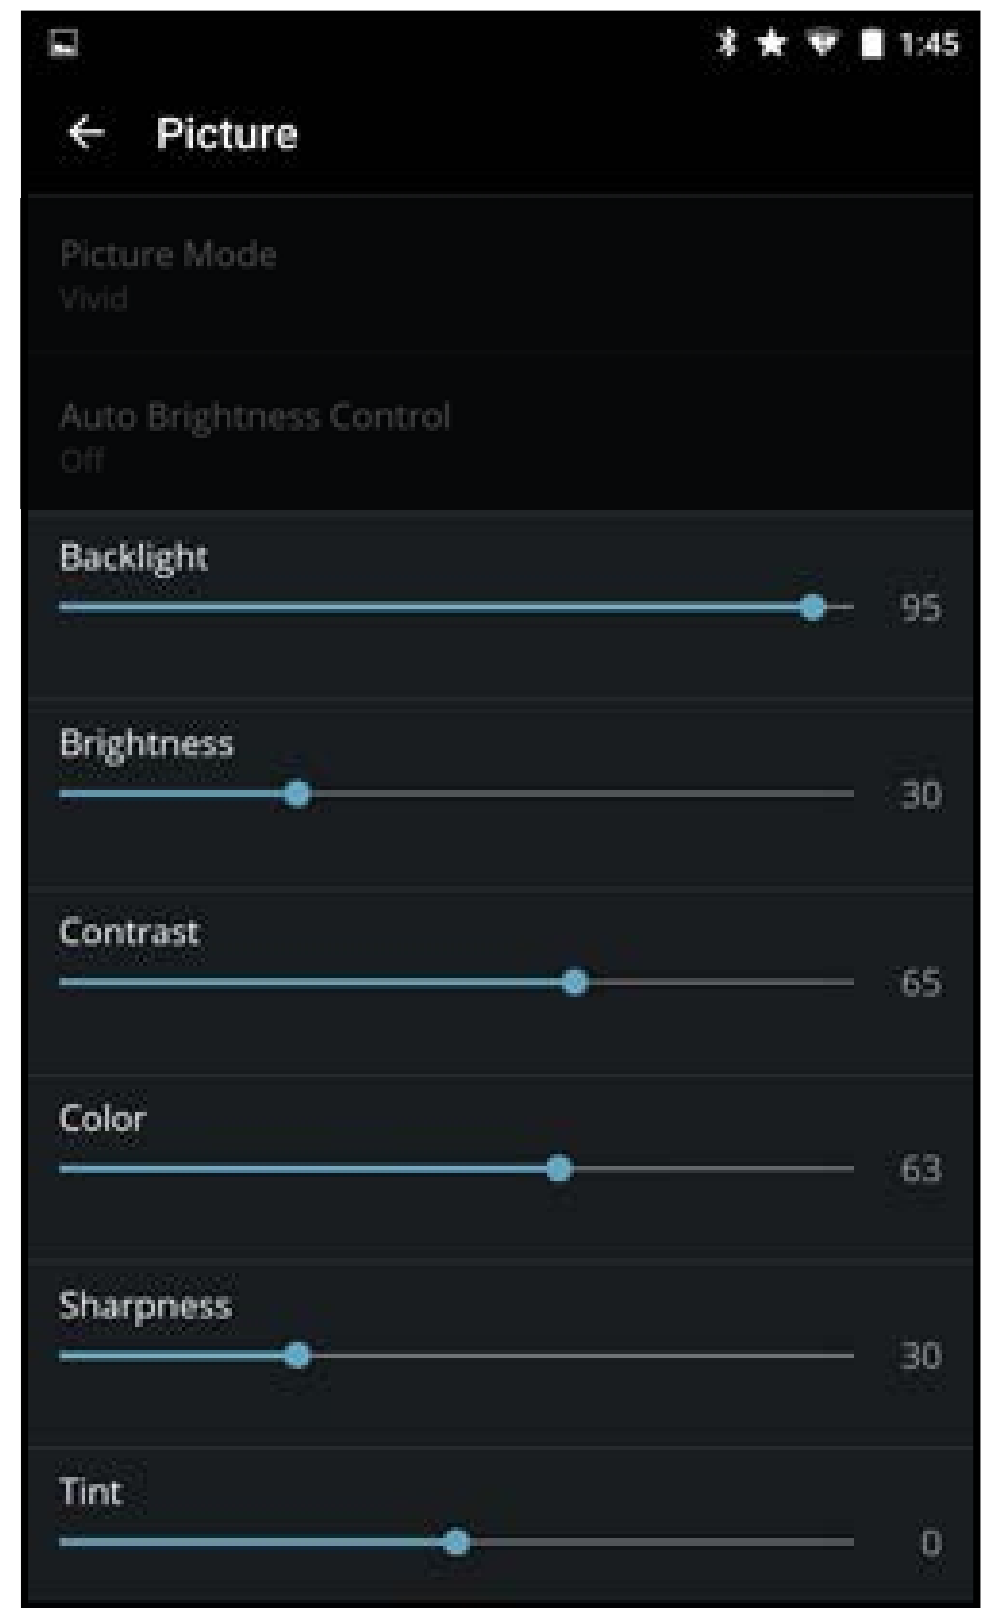 1:45
Picture
Picture Mode
Vivid
Auto Brightness Control
Off
Backlight
95
Brightness
30
Contrast
65
Color
63
Sharpness
30
Tint
0